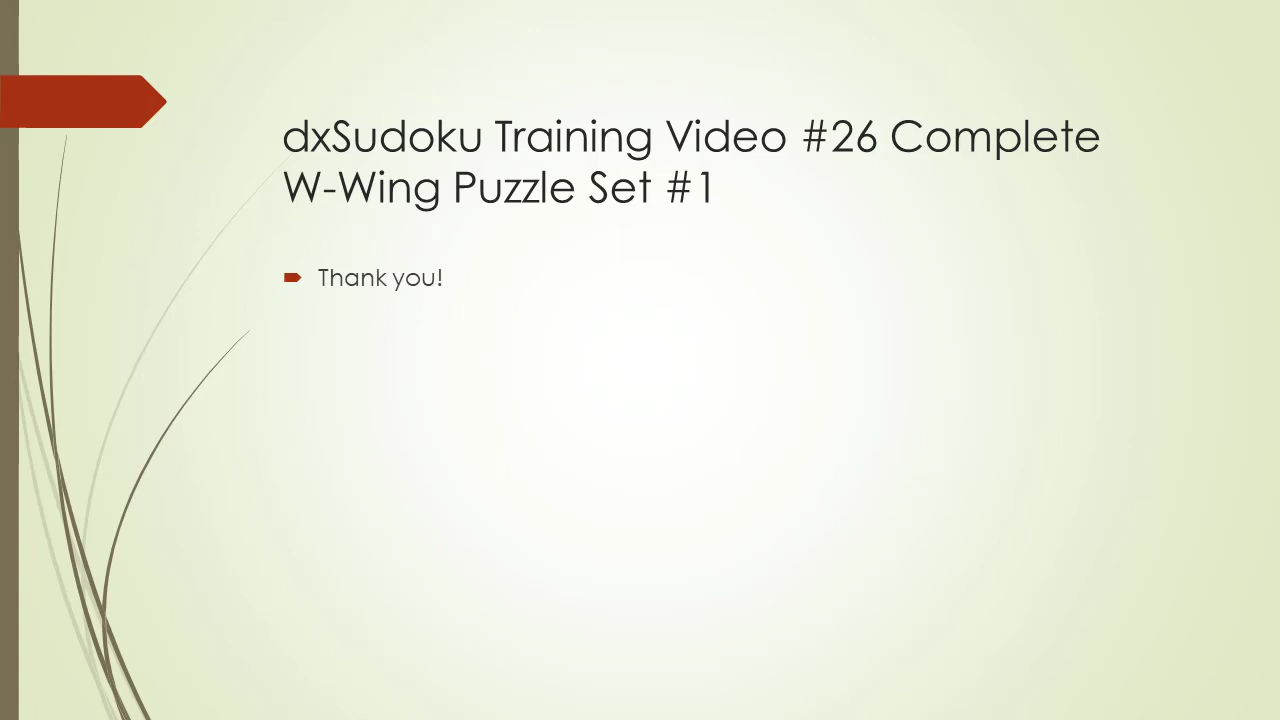 dxSudoku Training Video #26 Complete
W-Wing Puzzle Set #1
Thank you!